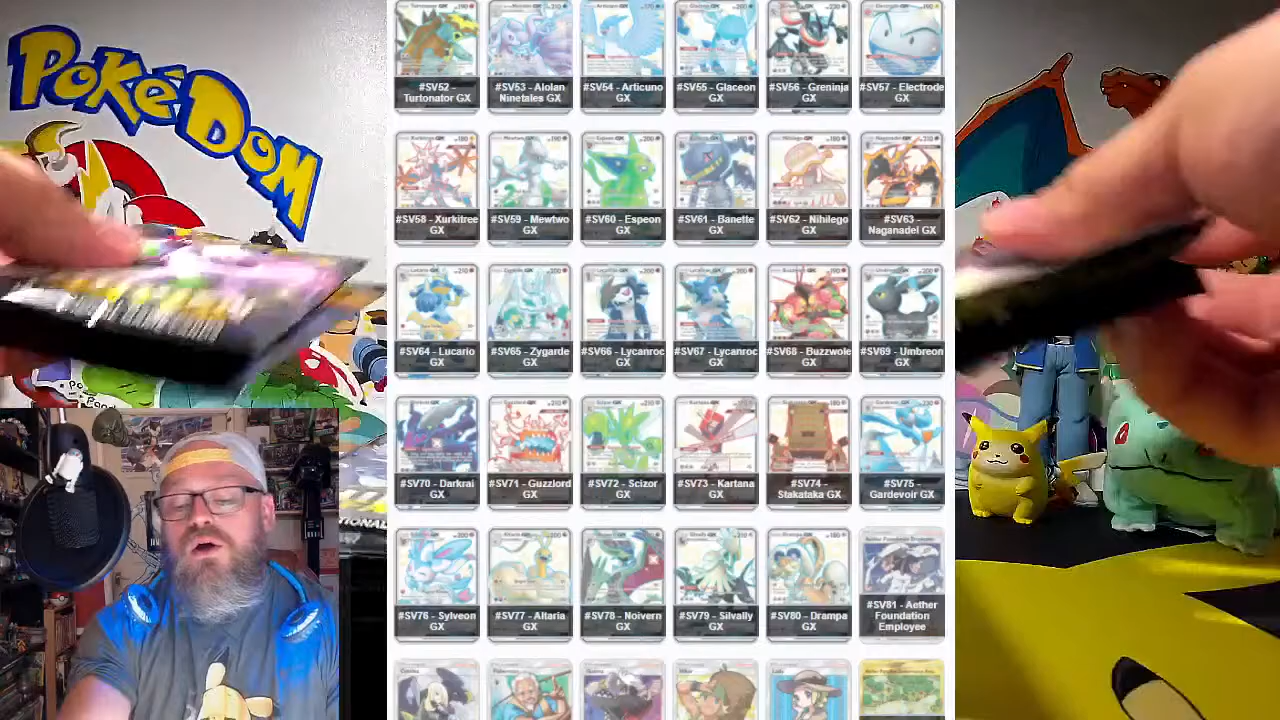 POKÉDOM
#SV52 -
Turtonator GX
#SV53 - Alolan
Ninetales GX
#SV54 - Articuno
GX
#SV55 - Glaceon
GX
#SV56 - Greninja
GX
#SV57 - Electrode
GX
#SV58 - Xurkitree
GX
#SV59 - Mewtwo
GX
#SV60 - Espeon
GX
#SV61 - Banette
GX
#SV62 - Nihilego
GX
#SV63 -
Naganadel GX
#SV64 - Lucario
GX
#SV65 - Zygarde
GX
#SV66 - Lycanroc
GX
#SV67 - Lycanroc
GX
#SV68 - Buzzwole
GX
#SV69 - Umbreon
GX
#SV70 - Darkrai
GX
#SV71 - Guzzlord
GX
#SV72 - Scizor
GX
#SV73 - Kartana
GX
#SV74 -
Stakataka GX
#SV75 -
Gardevoir GX
#SV76 - Sylveon
GX
#SV77 - Altaria
GX
#SV78 - Noivern
GX
#SV79 - Silvally
GX
#SV80 - Drampa
GX
#SV81 - Aether
Foundation
Employee